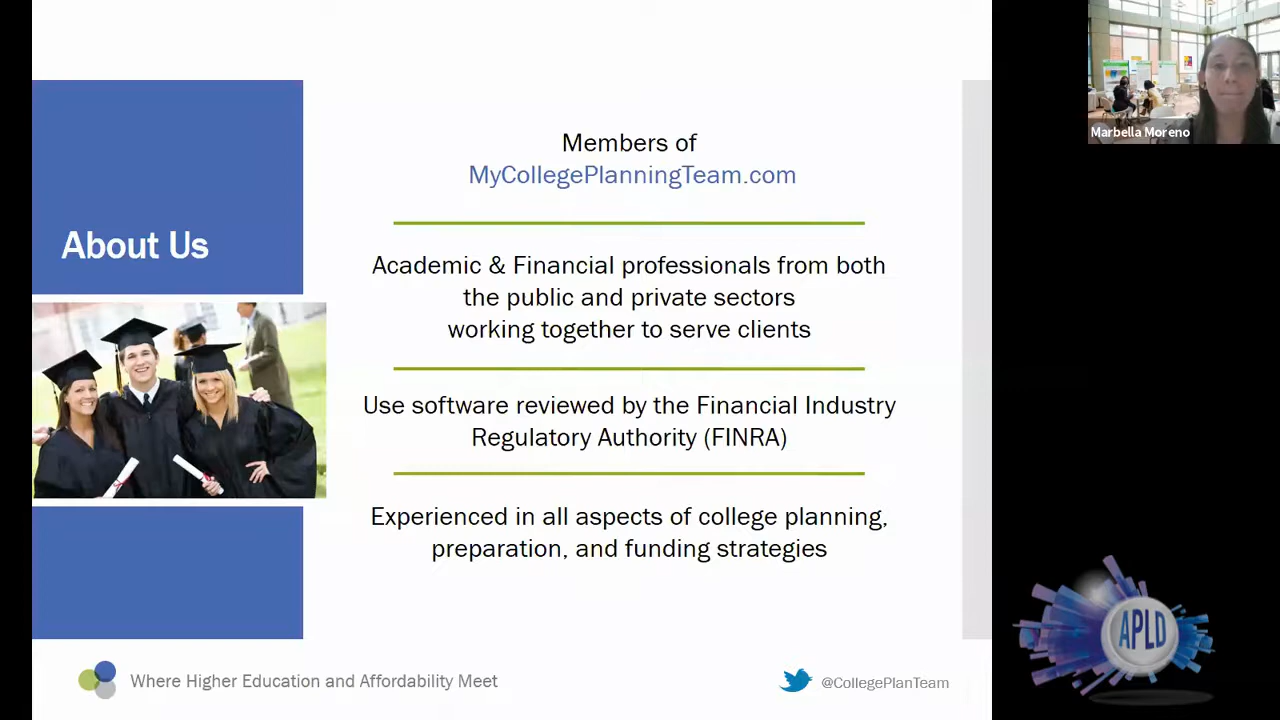 Marbella Moreno
About Us
Members of
MyCollegePlanningTeam.com
Academic & Financial professionals from both
the public and private sectors
working together to serve clients
Use software reviewed by the Financial Industry
Regulatory Authority (FINRA)
Experienced in all aspects of college planning,
preparation, and funding strategies
Where Higher Education and Affordability Meet
@CollegePlanTeam
APLD